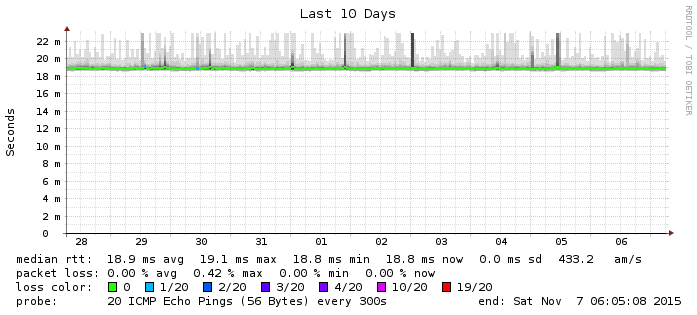 Last 10 Days
RRDTOOL / TOBI OETIKER
Seconds
22 m
20 m
18 m
16 m
14 m
12 m
10 m
8 m
6 m
4 m
2 m
0
28 29 30 31 01 02 03 04 05 06
median rtt: 18.9 ms avg 19.1 ms max 18.8 ms min 18.8 ms now 0.0 ms sd 433.2 am/s
packet loss: 0.00 % avg 0.42 % max 0.00 % min 0.00 % now
loss color: 0 1/20 2/20 3/20 4/20 10/20 19/20
probe: 20 ICMP Echo Pings (56 Bytes) every 300s end: Sat Nov 7 06:05:08 2015